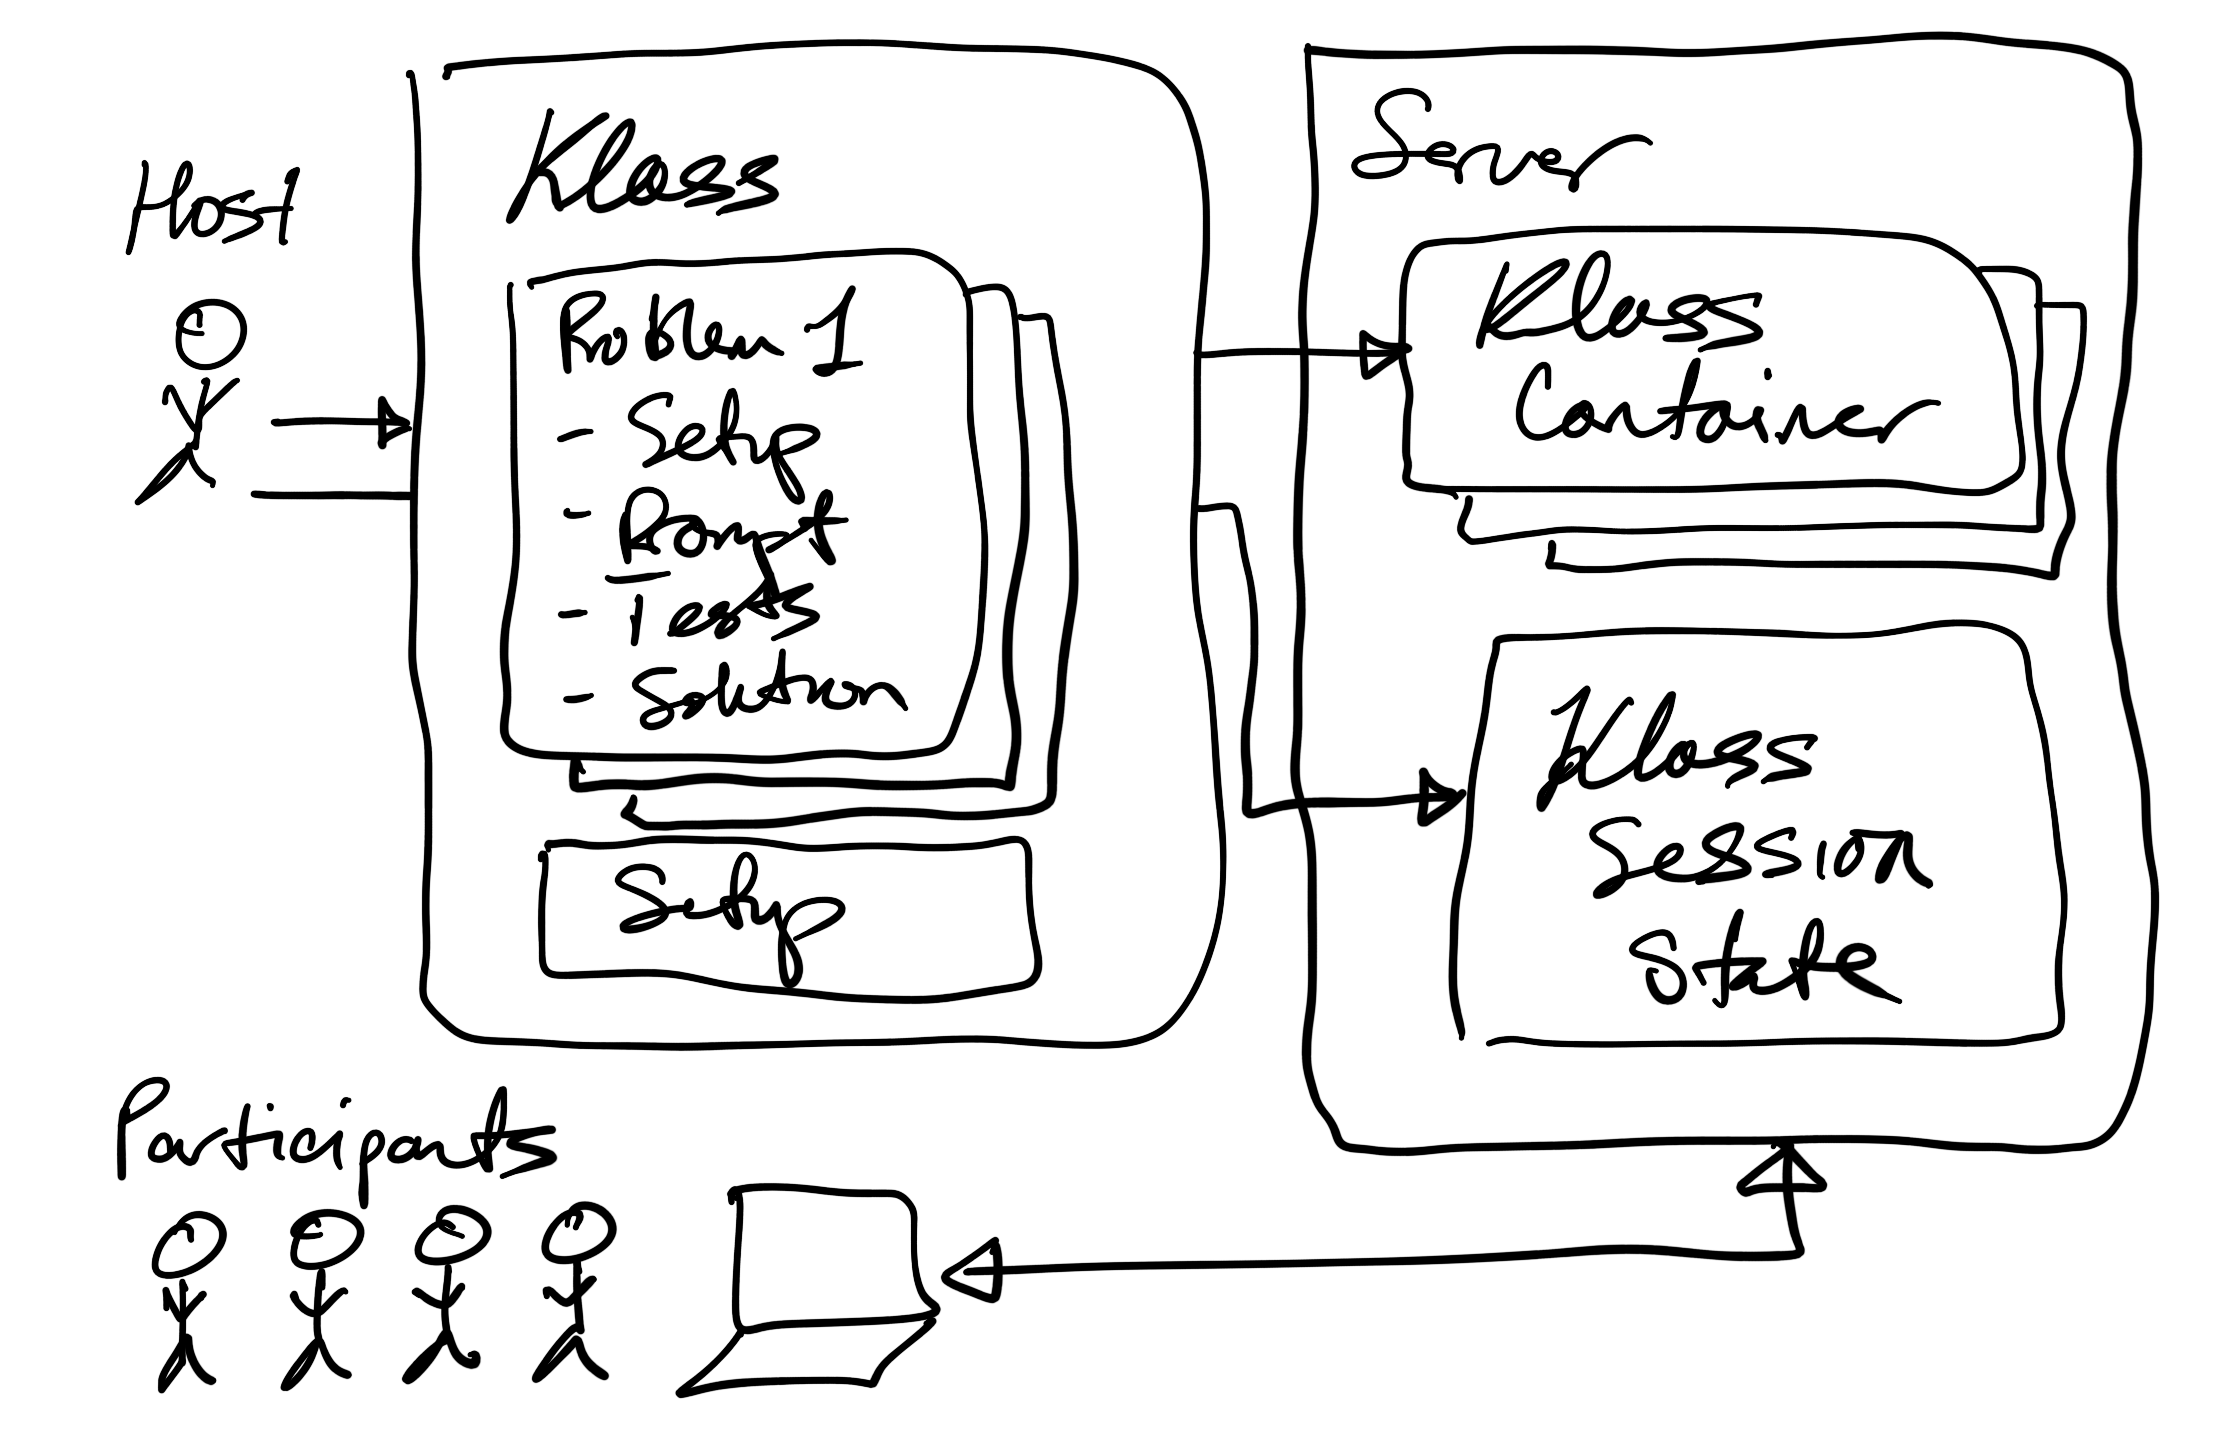 Host
Klass
Problem 1
- Setup
- Prompt
- Tests
- Solution
Setup
Server
Klass
Container
Klass
Session
State
Participants